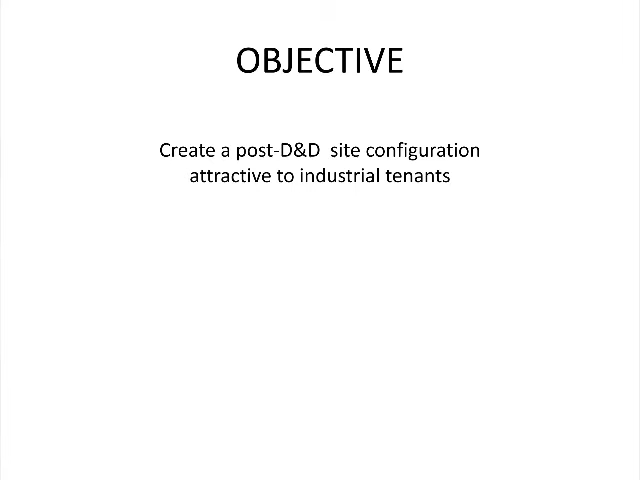 OBJECTIVE
Create a post-D&D  site configuration
attractive to industrial tenants